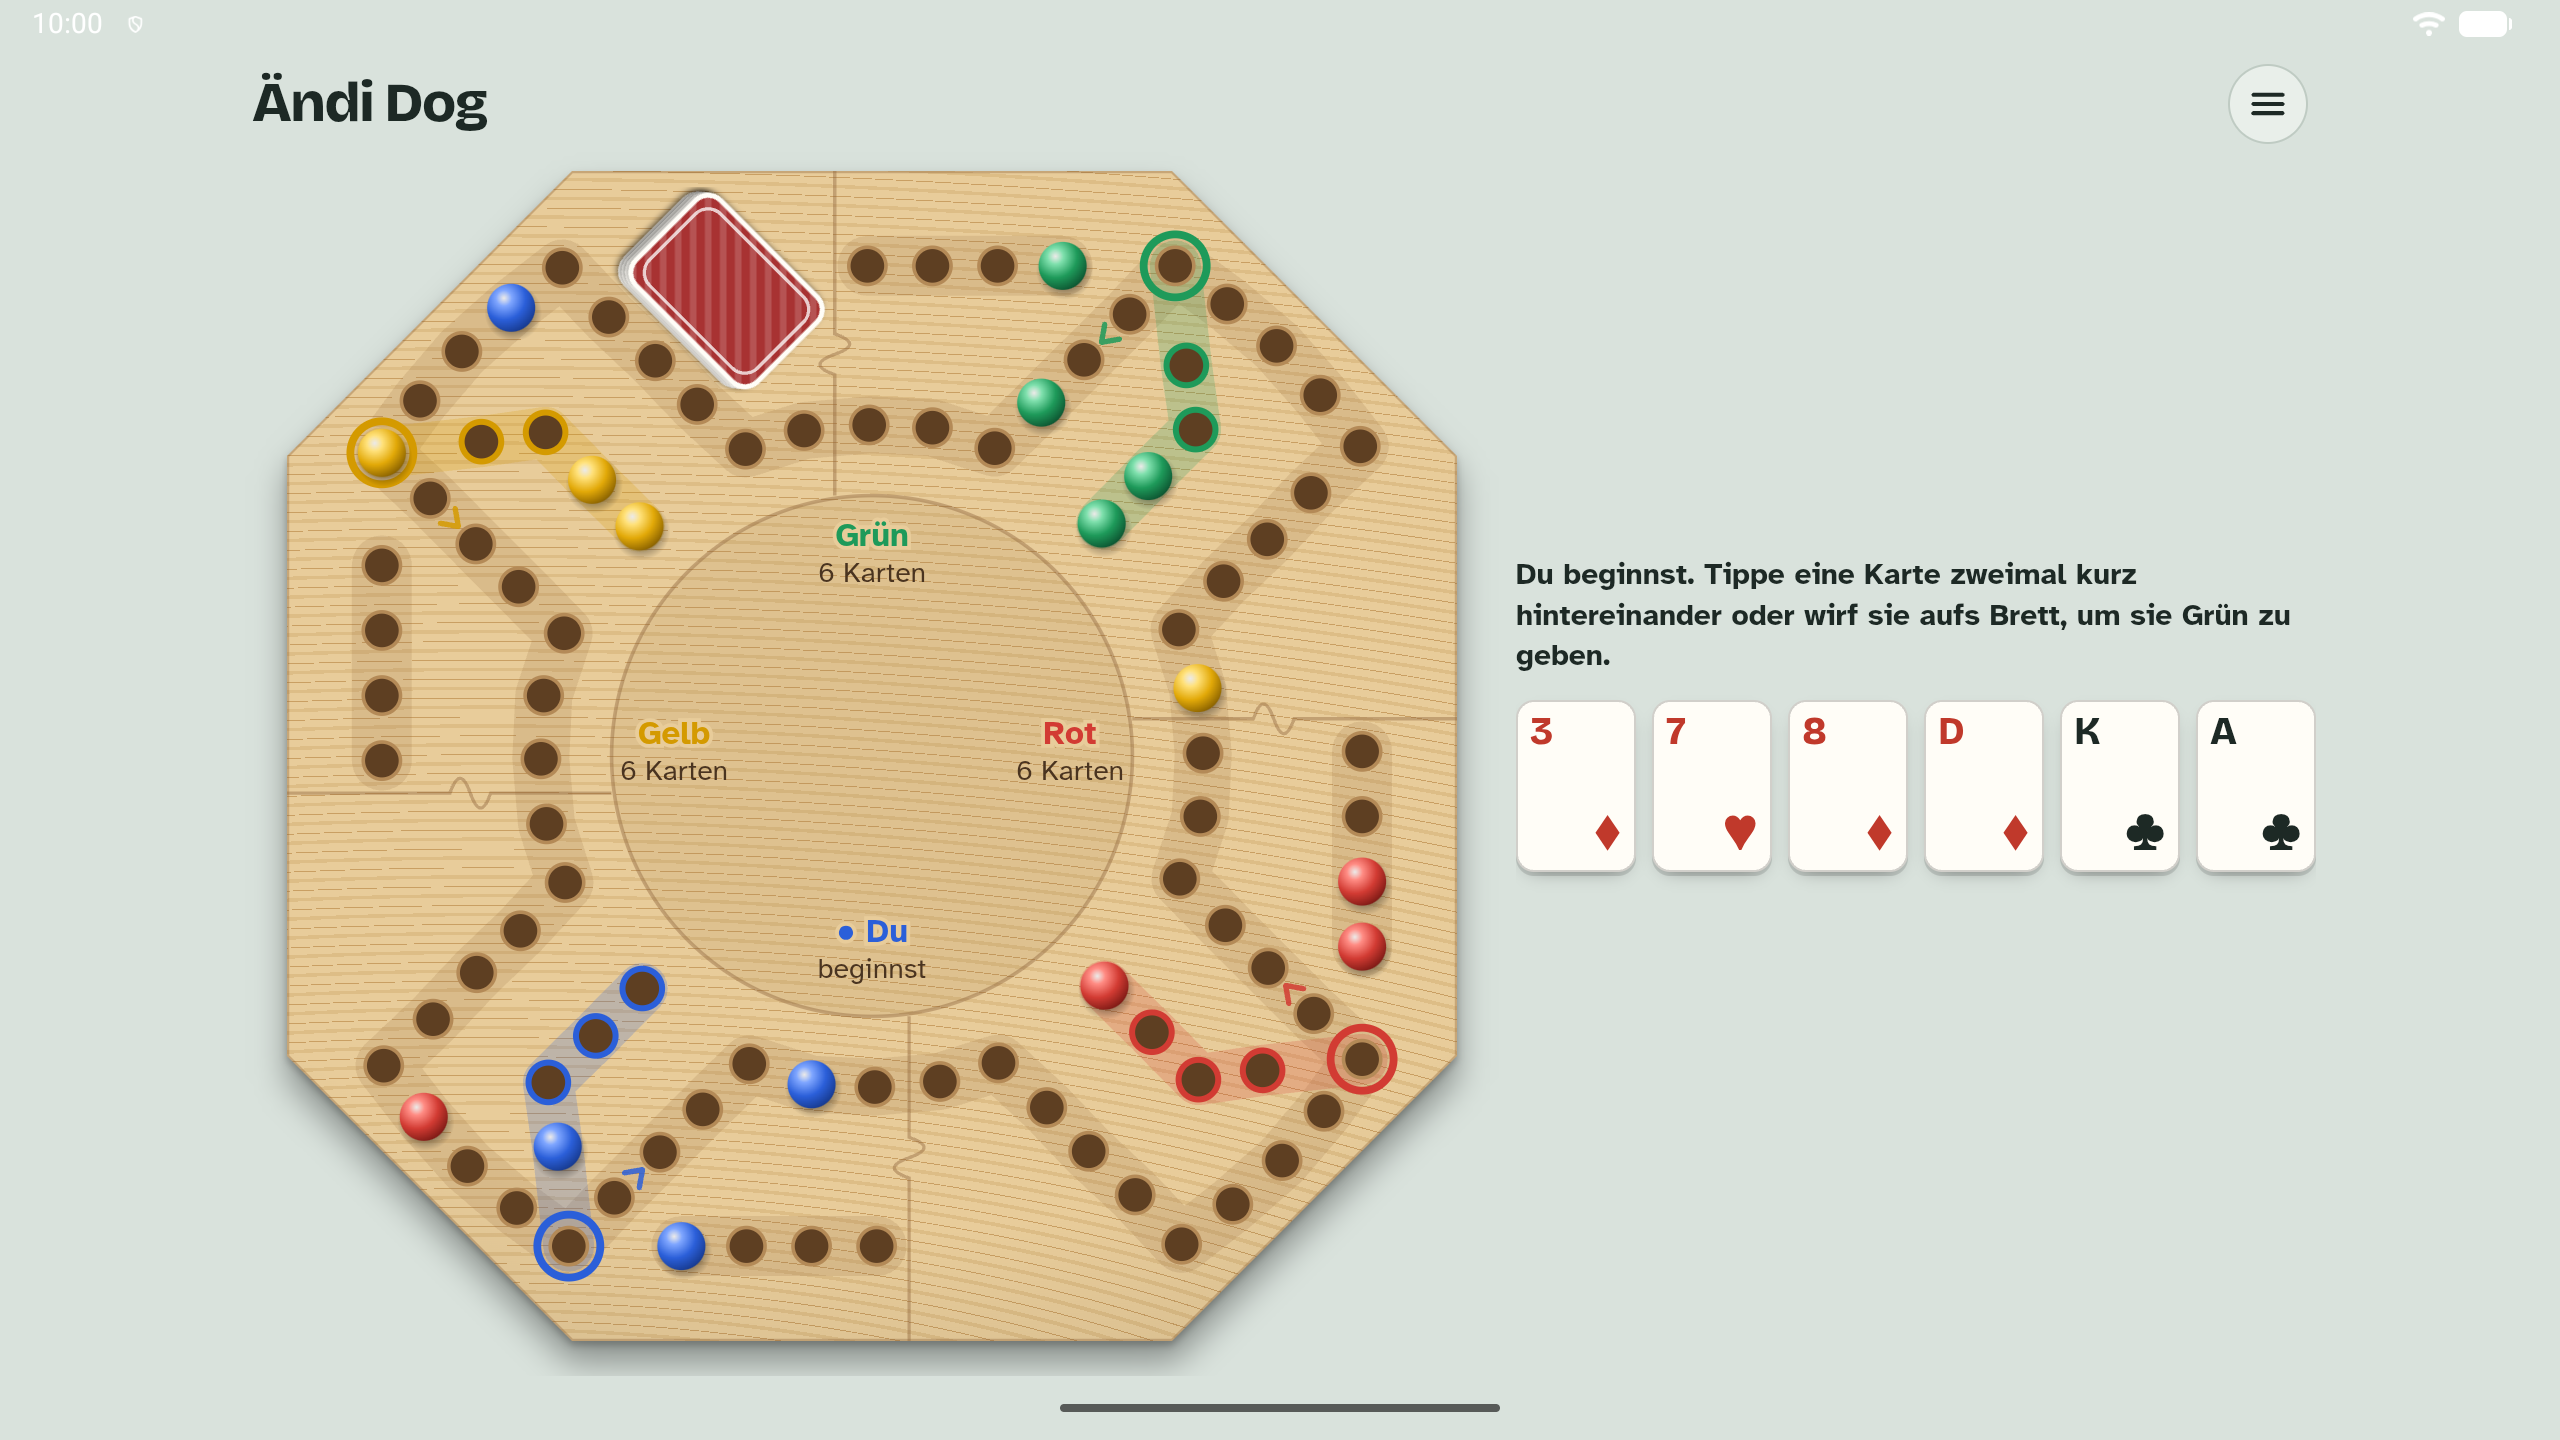 10:00
Ändi Dog
Grün
6 Karten
Gelb
6 Karten
Rot
6 Karten
Du
beginnst
Du beginnst. Tippe eine Karte zweimal kurz
hintereinander oder wirf sie aufs Brett, um sie Grün zu
geben.
3 7 8 D K A